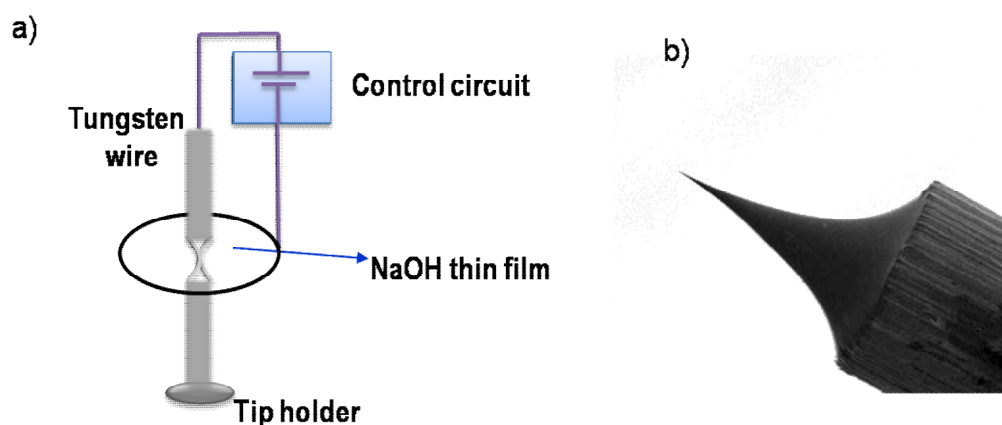 a)
b)
Control circuit
Tungsten
wire
NaOH thin film
Tip holder